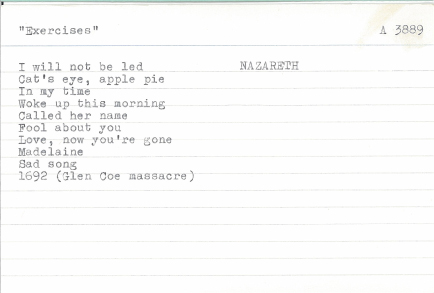 "Exercises"
A 3889
I will not be led
NAZARETH
Cat's eye, apple pie
In my time
Woke up this morning
Called her name
Fool about you
Love, now you're gone
Madelaine
Sad song
1692 (Glen Coe massacre)